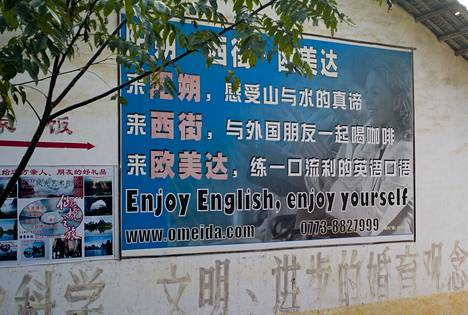 阳朔 西街 欧美达
来阳朔，感受山与水的真谛
来西街，与外国朋友一起喝咖啡
来欧美达，练一口流利的英语口语
Enjoy English, enjoy yourself
www.omeida.com 0773-8827999
饭
科学、文明、进步的婚育观念